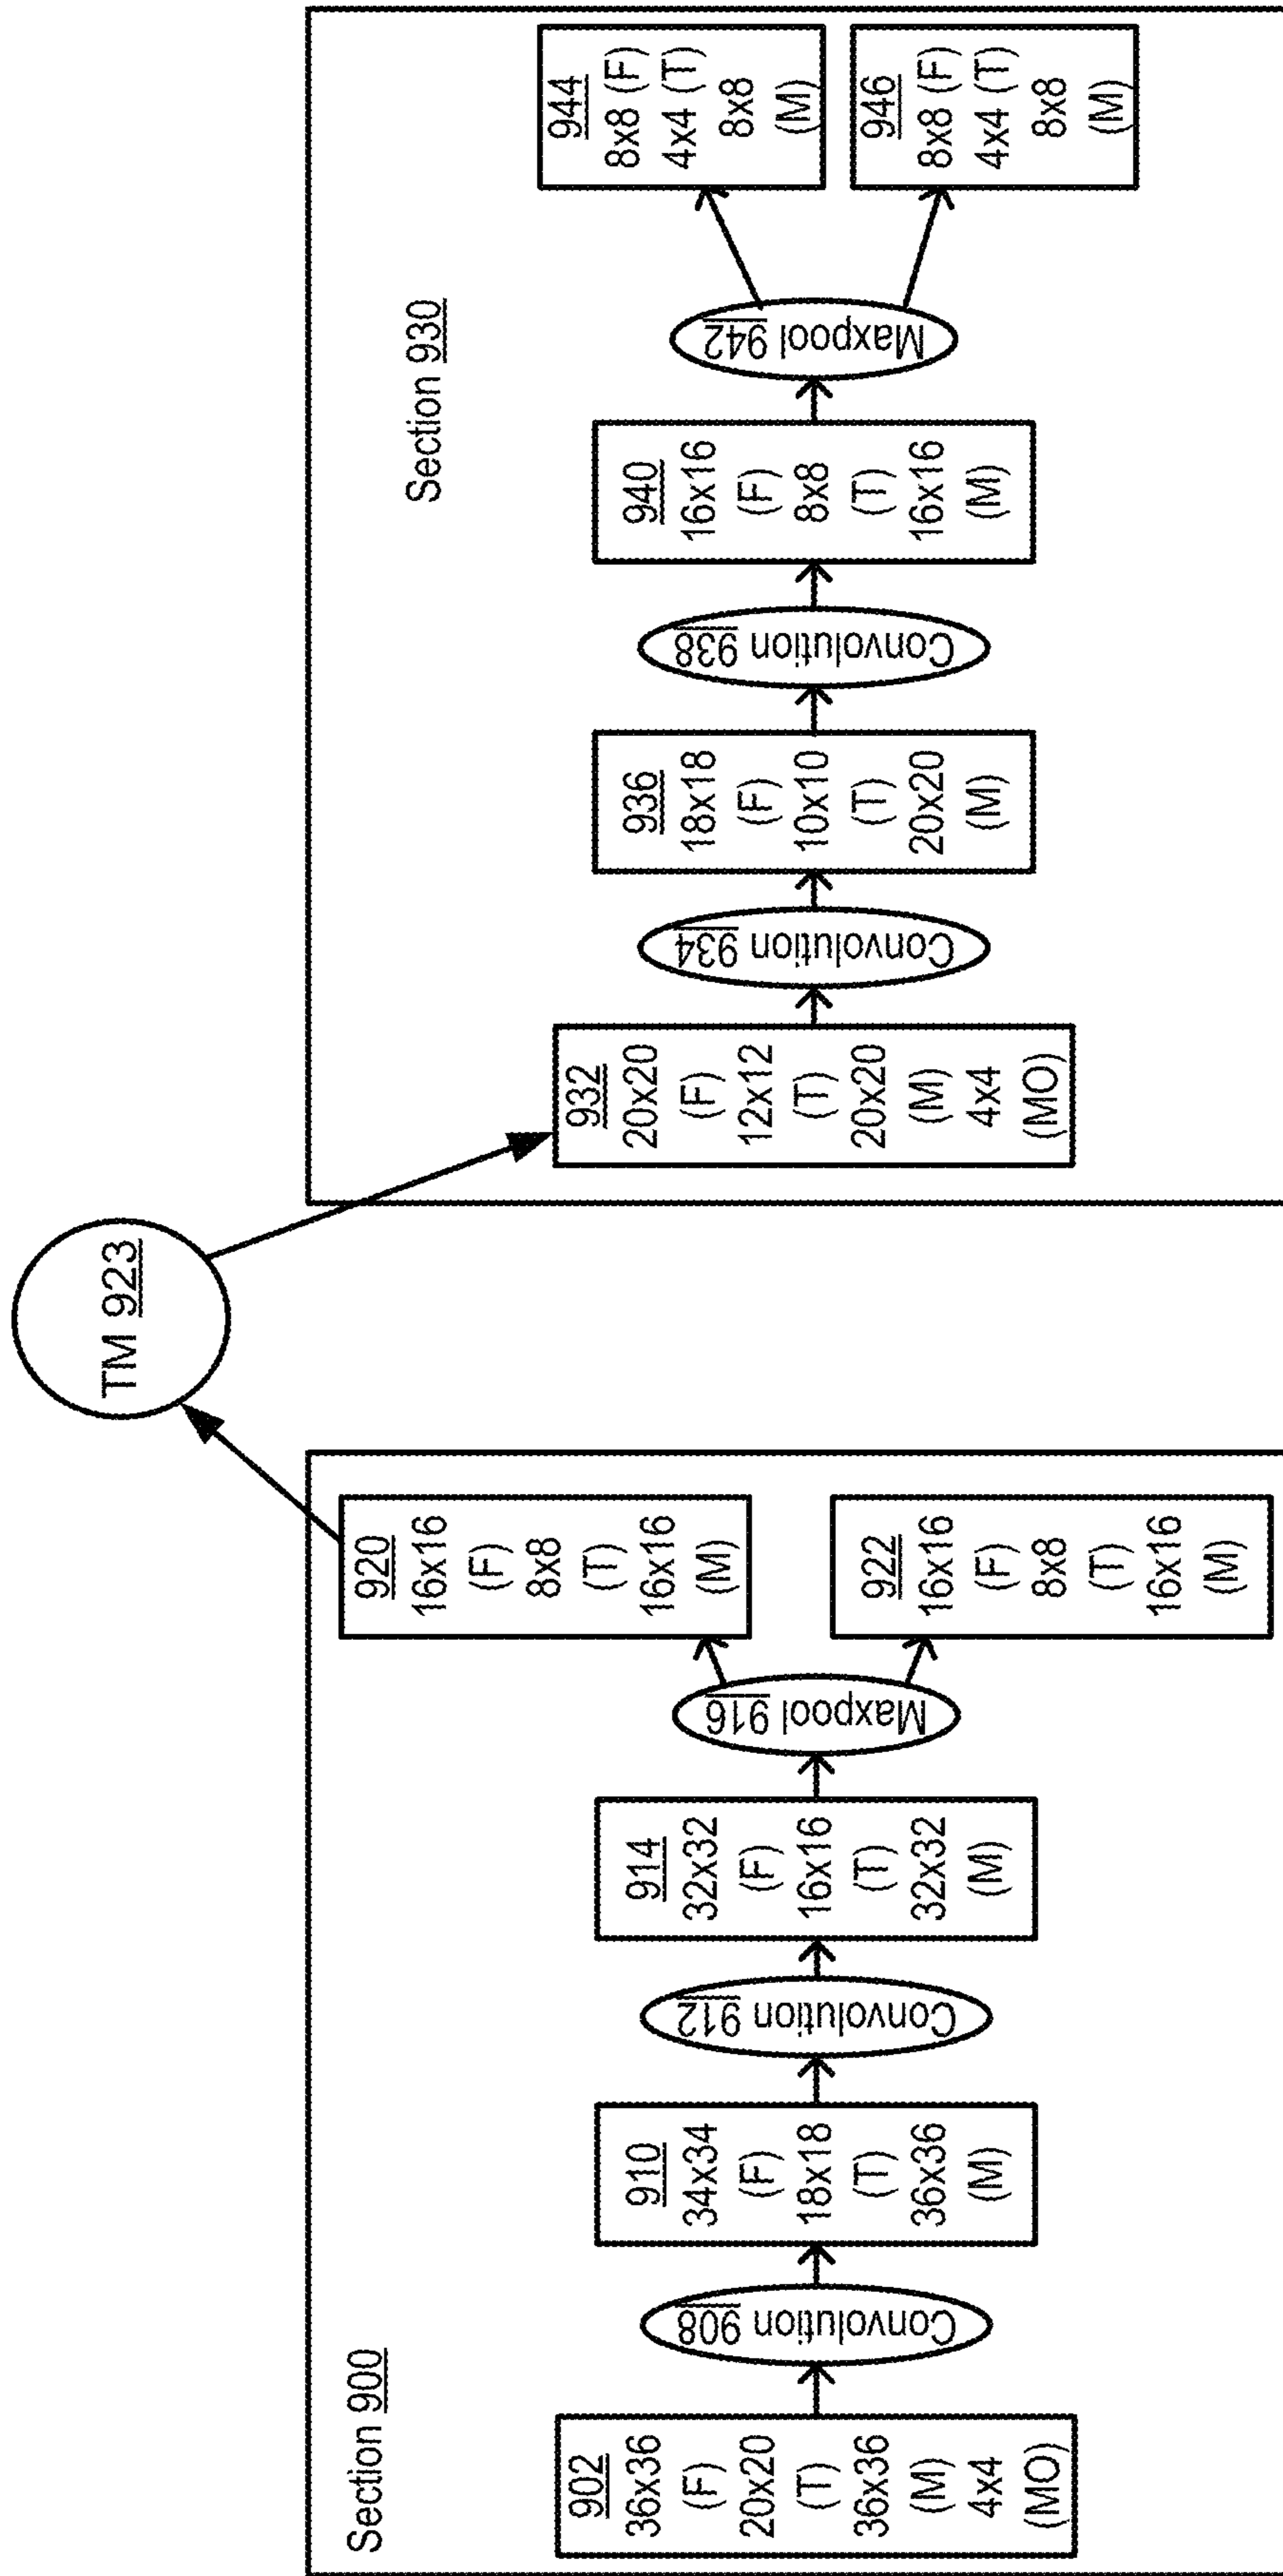 Section 900
902
36x36
(F)
20x20
(T)
36x36
(M)
4x4
(MO)
Convolution 908
910
34x34
(F)
18x18
(T)
36x36
(M)
Convolution 912
914
32x32
(F)
16x16
(T)
32x32
(M)
Maxpool 916
920
16x16
(F)
8x8
(T)
16x16
(M)
922
16x16
(F)
8x8
(T)
16x16
(M)
TM 923
Section 930
932
20x20
(F)
12x12
(T)
20x20
(M)
4x4
(MO)
Convolution 934
936
18x18
(F)
10x10
(T)
20x20
(M)
Convolution 938
940
16x16
(F)
8x8
(T)
16x16
(M)
Maxpool 942
944
8x8 (F)
4x4 (T)
8x8
(M)
946
8x8 (F)
4x4 (T)
8x8
(M)